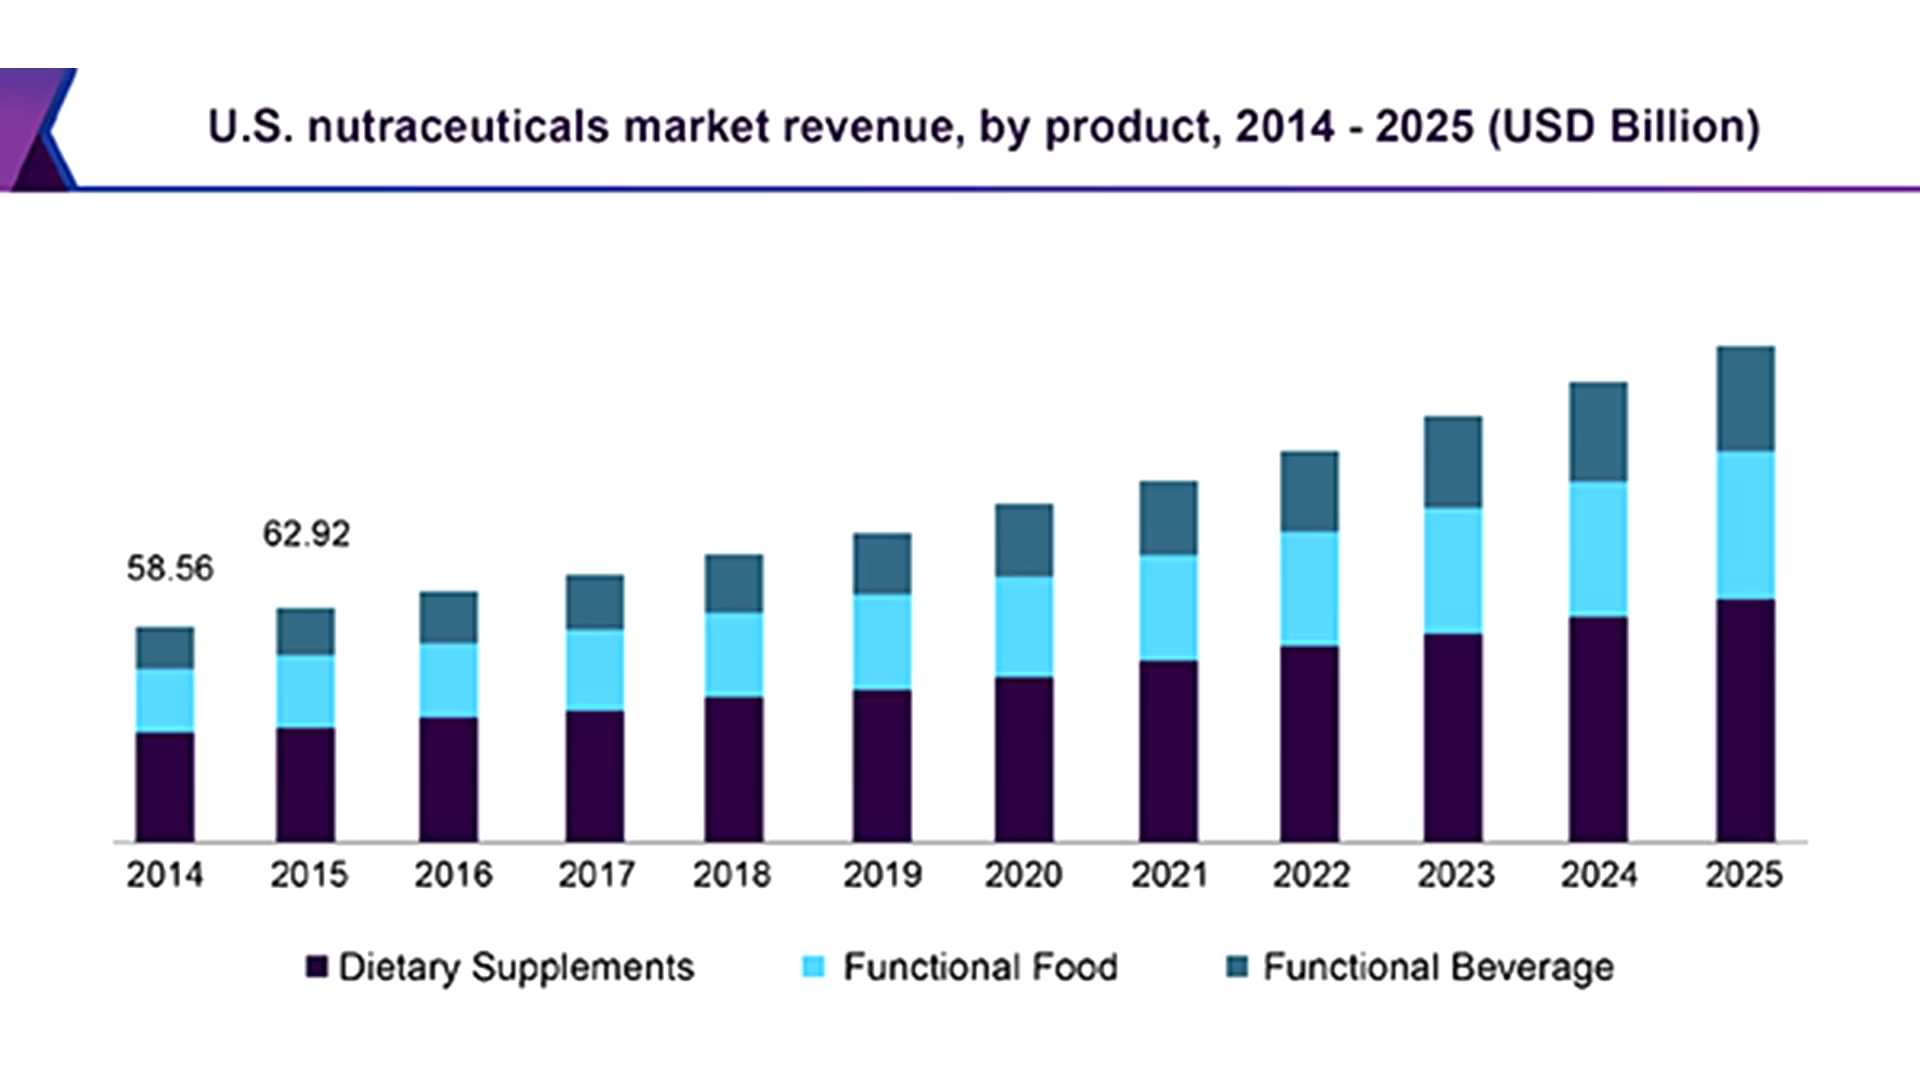 U.S. nutraceuticals market revenue, by product, 2014 - 2025 (USD Billion)
62.92
58.56
2014 2015 2016 2017 2018 2019 2020 2021 2022 2023 2024 2025
Dietary Supplements Functional Food Functional Beverage